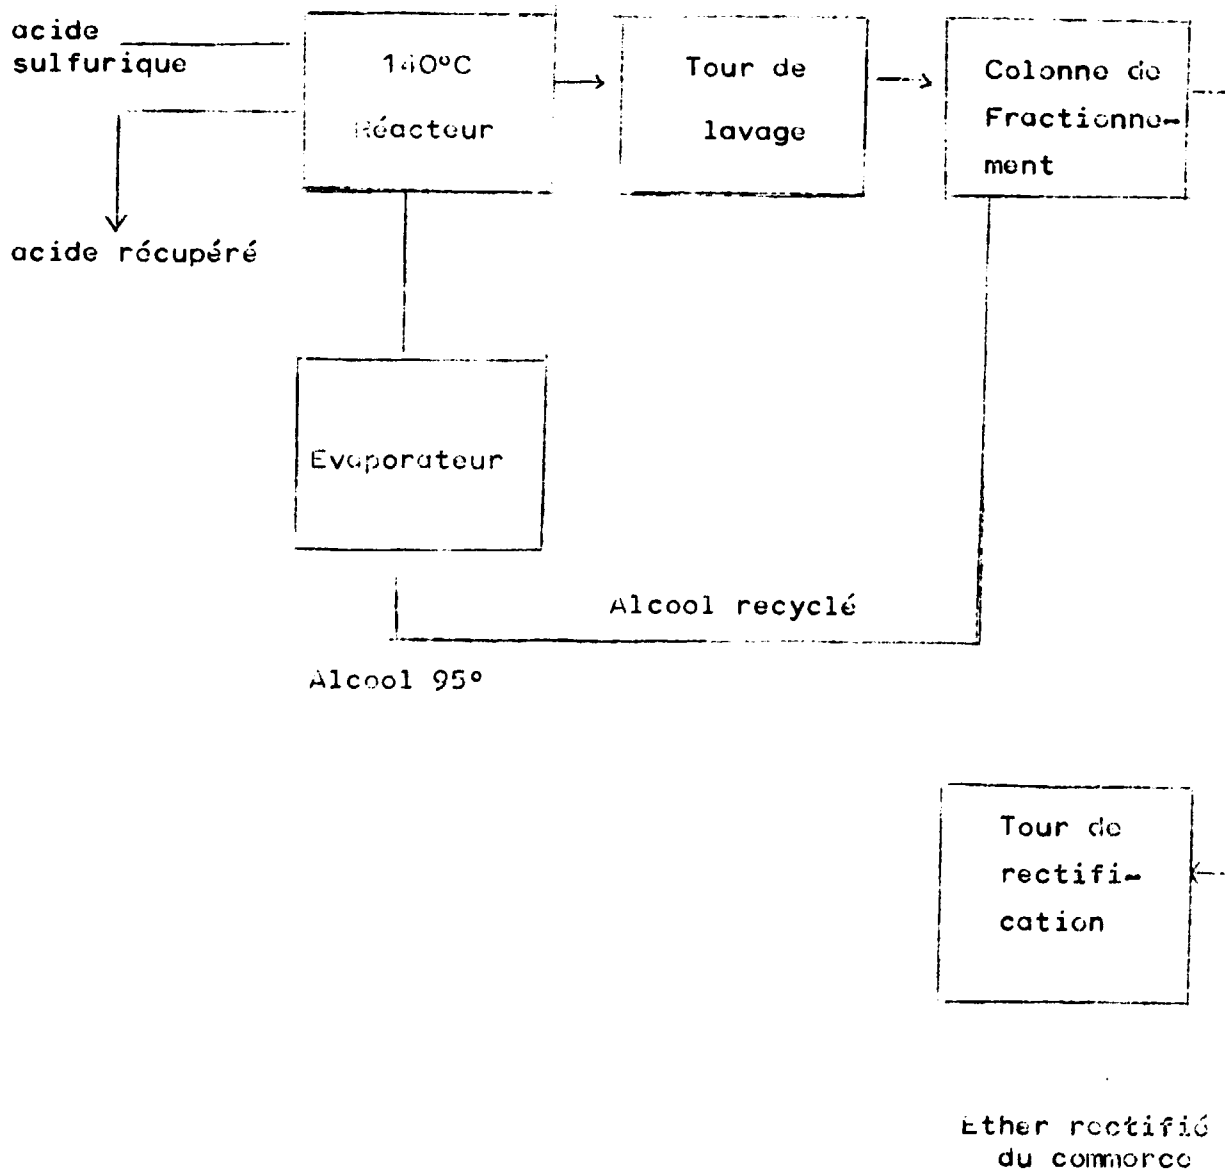 acide
sulfurique
140°C
Réacteur
Tour de
lavage
Colonne de
Fractionne-
ment
acide récupéré
Evaporateur
Alcool recyclé
Alcool 95°
Tour de
rectifi-
cation
Ether rectifié
du commerce